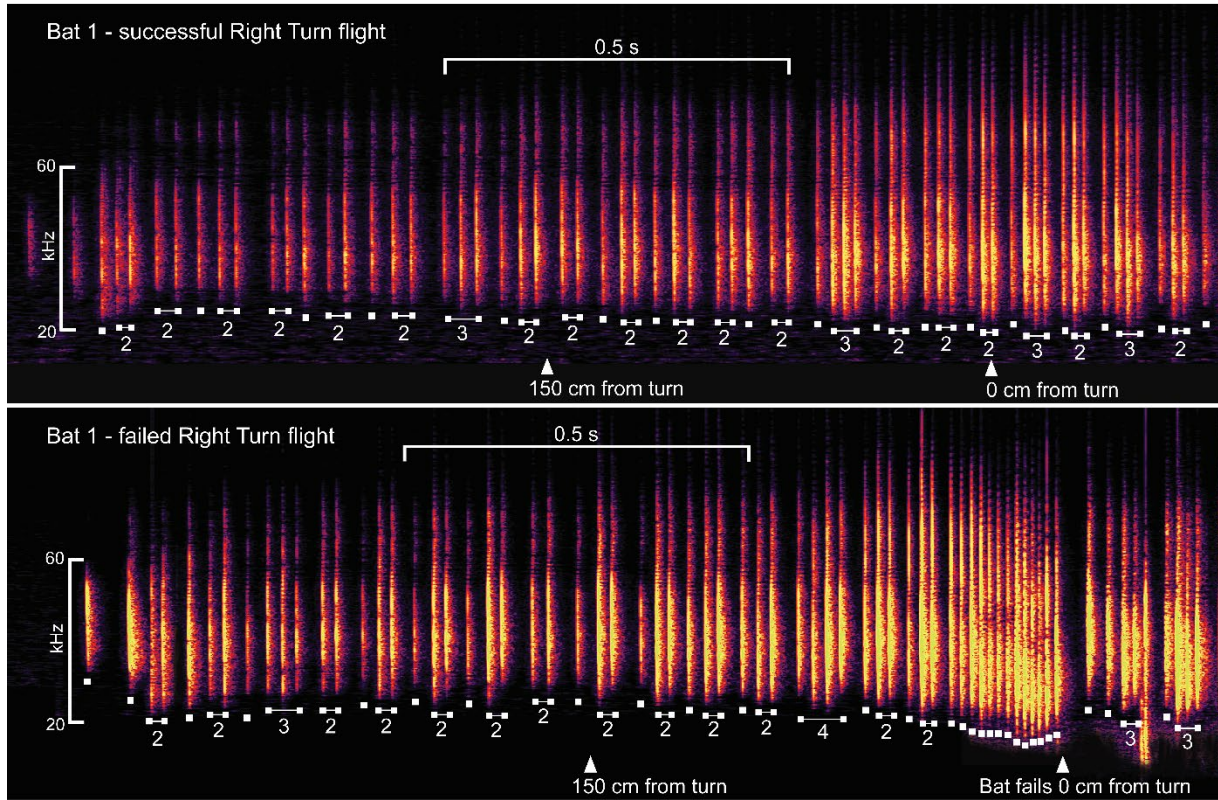 Bat 1 - successful Right Turn flight
0.5 s
60
kHz
20
2 2 2 2 2 2 3 2 2 2 2 2 2 3 2 2 2 3 2 3 2
150 cm from turn
0 cm from turn
Bat 1 - failed Right Turn flight
0.5 s
60
kHz
20
2 2 3 2 2 2 2 2 2 2 2 2 4 2 2 3 3
150 cm from turn
Bat fails 0 cm from turn